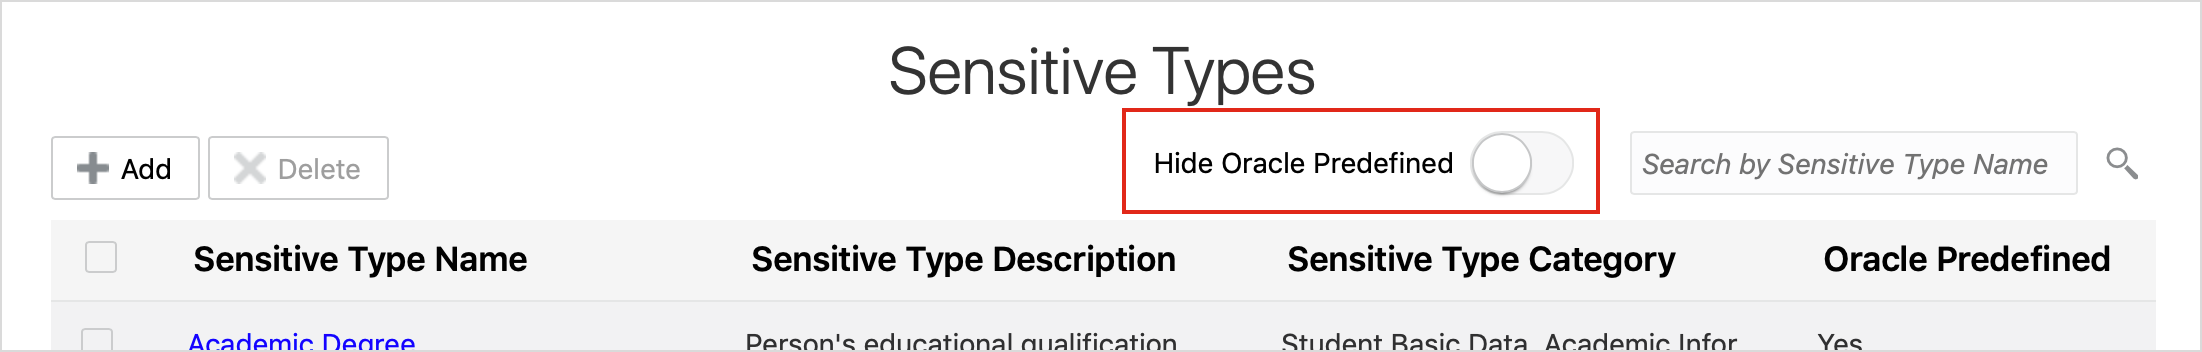 Sensitive Types
Add Delete Hide Oracle Predefined Search by Sensitive Type Name
Sensitive Type Name Sensitive Type Description Sensitive Type Category Oracle Predefined
Academic Degree Person's educational qualification Student Basic Data, Academic Infor Yes